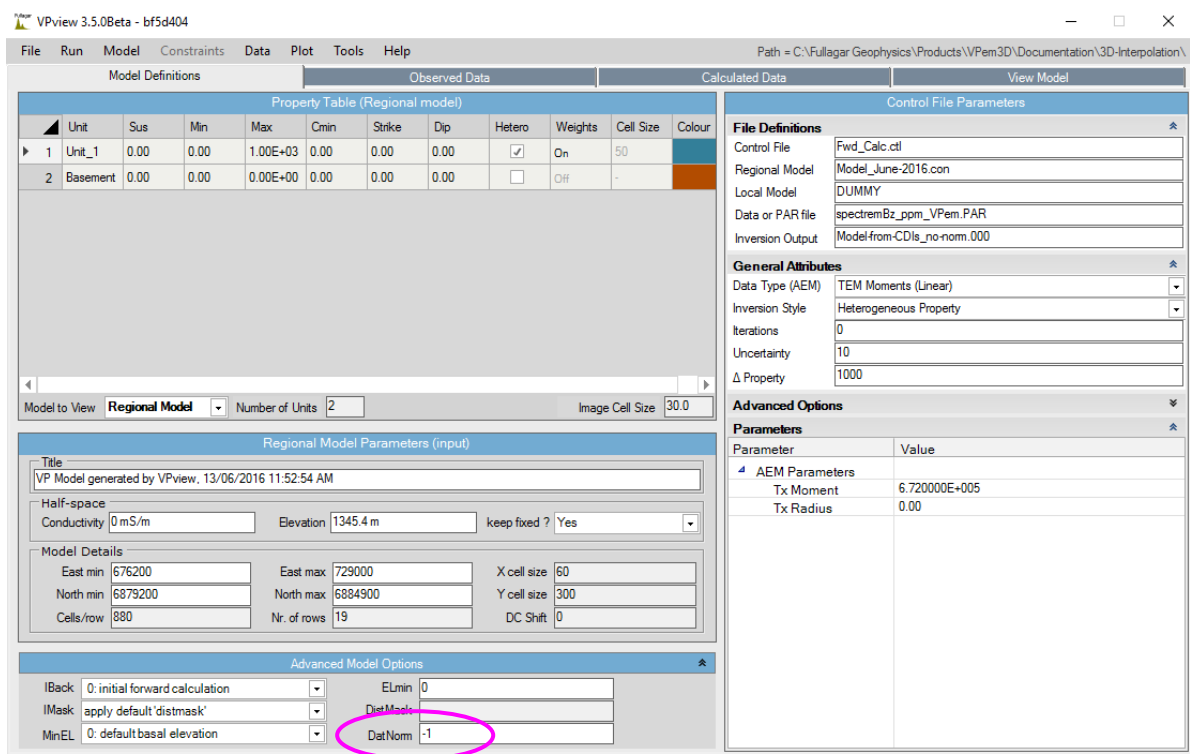 Fullagar VPview 3.5.0Beta - bf5d404
File Run Model Constraints Data Plot Tools Help Path = C:\Fullagar Geophysics\Products\VPem3D\Documentation\3D-Interpolation\
Model Definitions Observed Data Calculated Data View Model
Property Table (Regional model)
Unit Sus Min Max Cmin Strike Dip Hetero Weights Cell Size Colour
1 Unit_1 0.00 0.00 1.00E+03 0.00 0.00 0.00 On 50
2 Basement 0.00 0.00 0.00E+00 0.00 0.00 0.00 Off -
Model to View Regional Model Number of Units 2 Image Cell Size 30.0
Regional Model Parameters (input)
Title
VP Model generated by VPview, 13/06/2016 11:52:54 AM
Half-space
Conductivity 0 mS/m Elevation 1345.4 m keep fixed ? Yes
Model Details
East min 676200 East max 729000 X cell size 60
North min 6879200 North max 6884900 Y cell size 300
Cells/row 880 Nr. of rows 19 DC Shift 0
Advanced Model Options
IBack 0: initial forward calculation ELmin 0
IMask apply default 'distmask' DistMask
MinEL 0: default basal elevation DatNorm -1
Control File Parameters
File Definitions
Control File Fwd_Calc.ctl
Regional Model Model_June-2016.con
Local Model DUMMY
Data or PAR file spectremBz_ppm_VPem.PAR
Inversion Output Model-from-CDIs_no-norm.000
General Attributes
Data Type (AEM) TEM Moments (Linear)
Inversion Style Heterogeneous Property
Iterations 0
Uncertainty 10
Δ Property 1000
Advanced Options
Parameters
Parameter Value
AEM Parameters
Tx Moment 6.720000E+005
Tx Radius 0.00